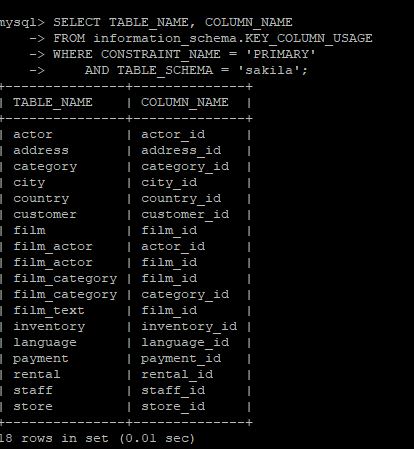 mysql> SELECT TABLE_NAME, COLUMN_NAME
    -> FROM information_schema.KEY_COLUMN_USAGE
    -> WHERE CONSTRAINT_NAME = 'PRIMARY'
    ->     AND TABLE_SCHEMA = 'sakila';
+---------------+--------------+
| TABLE_NAME    | COLUMN_NAME  |
+---------------+--------------+
| actor         | actor_id     |
| address       | address_id   |
| category      | category_id  |
| city          | city_id      |
| country       | country_id   |
| customer      | customer_id  |
| film          | film_id      |
| film_actor    | actor_id     |
| film_actor    | film_id      |
| film_category | film_id      |
| film_category | category_id  |
| film_text     | film_id      |
| inventory     | inventory_id |
| language      | language_id  |
| payment       | payment_id   |
| rental        | rental_id    |
| staff         | staff_id     |
| store         | store_id     |
+---------------+--------------+
18 rows in set (0.01 sec)